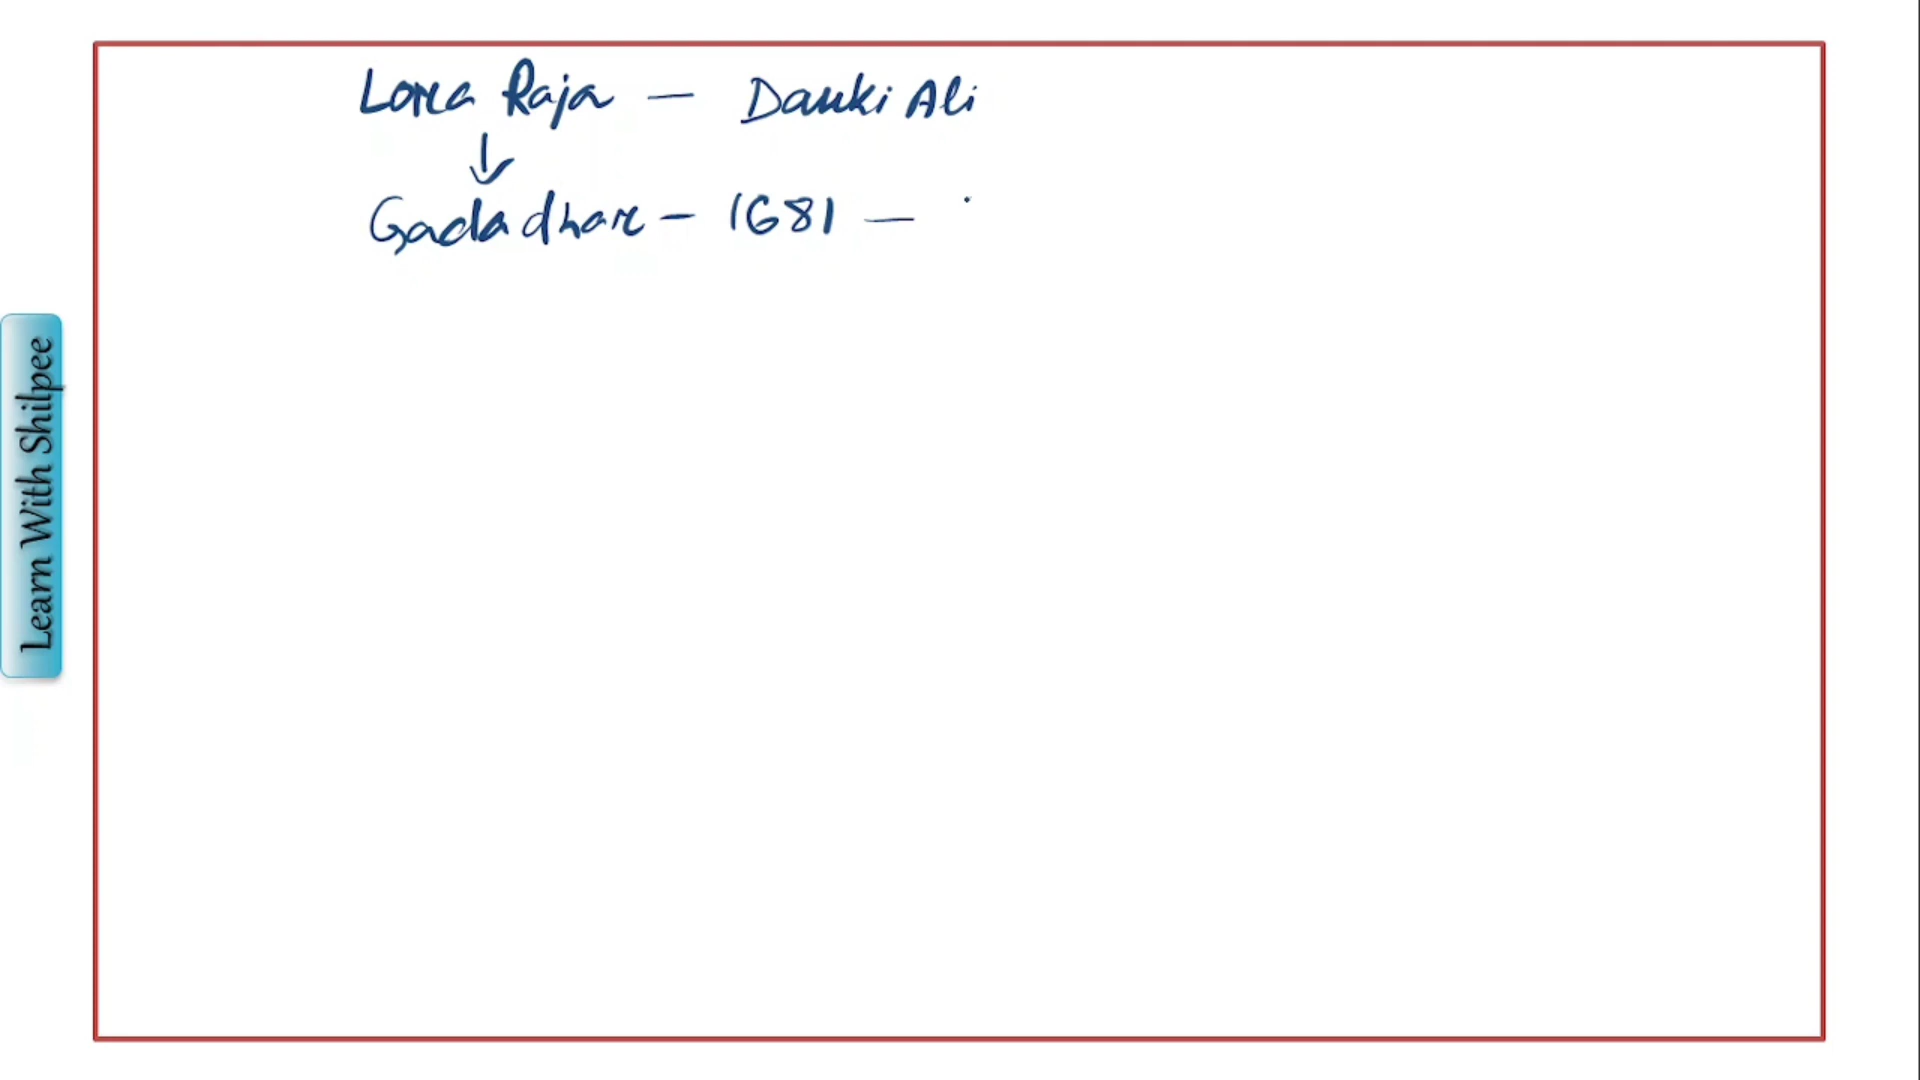 Lora Raja — Dauki Ali
↓
Gadadhar – 1681 —
Learn With Shilpee